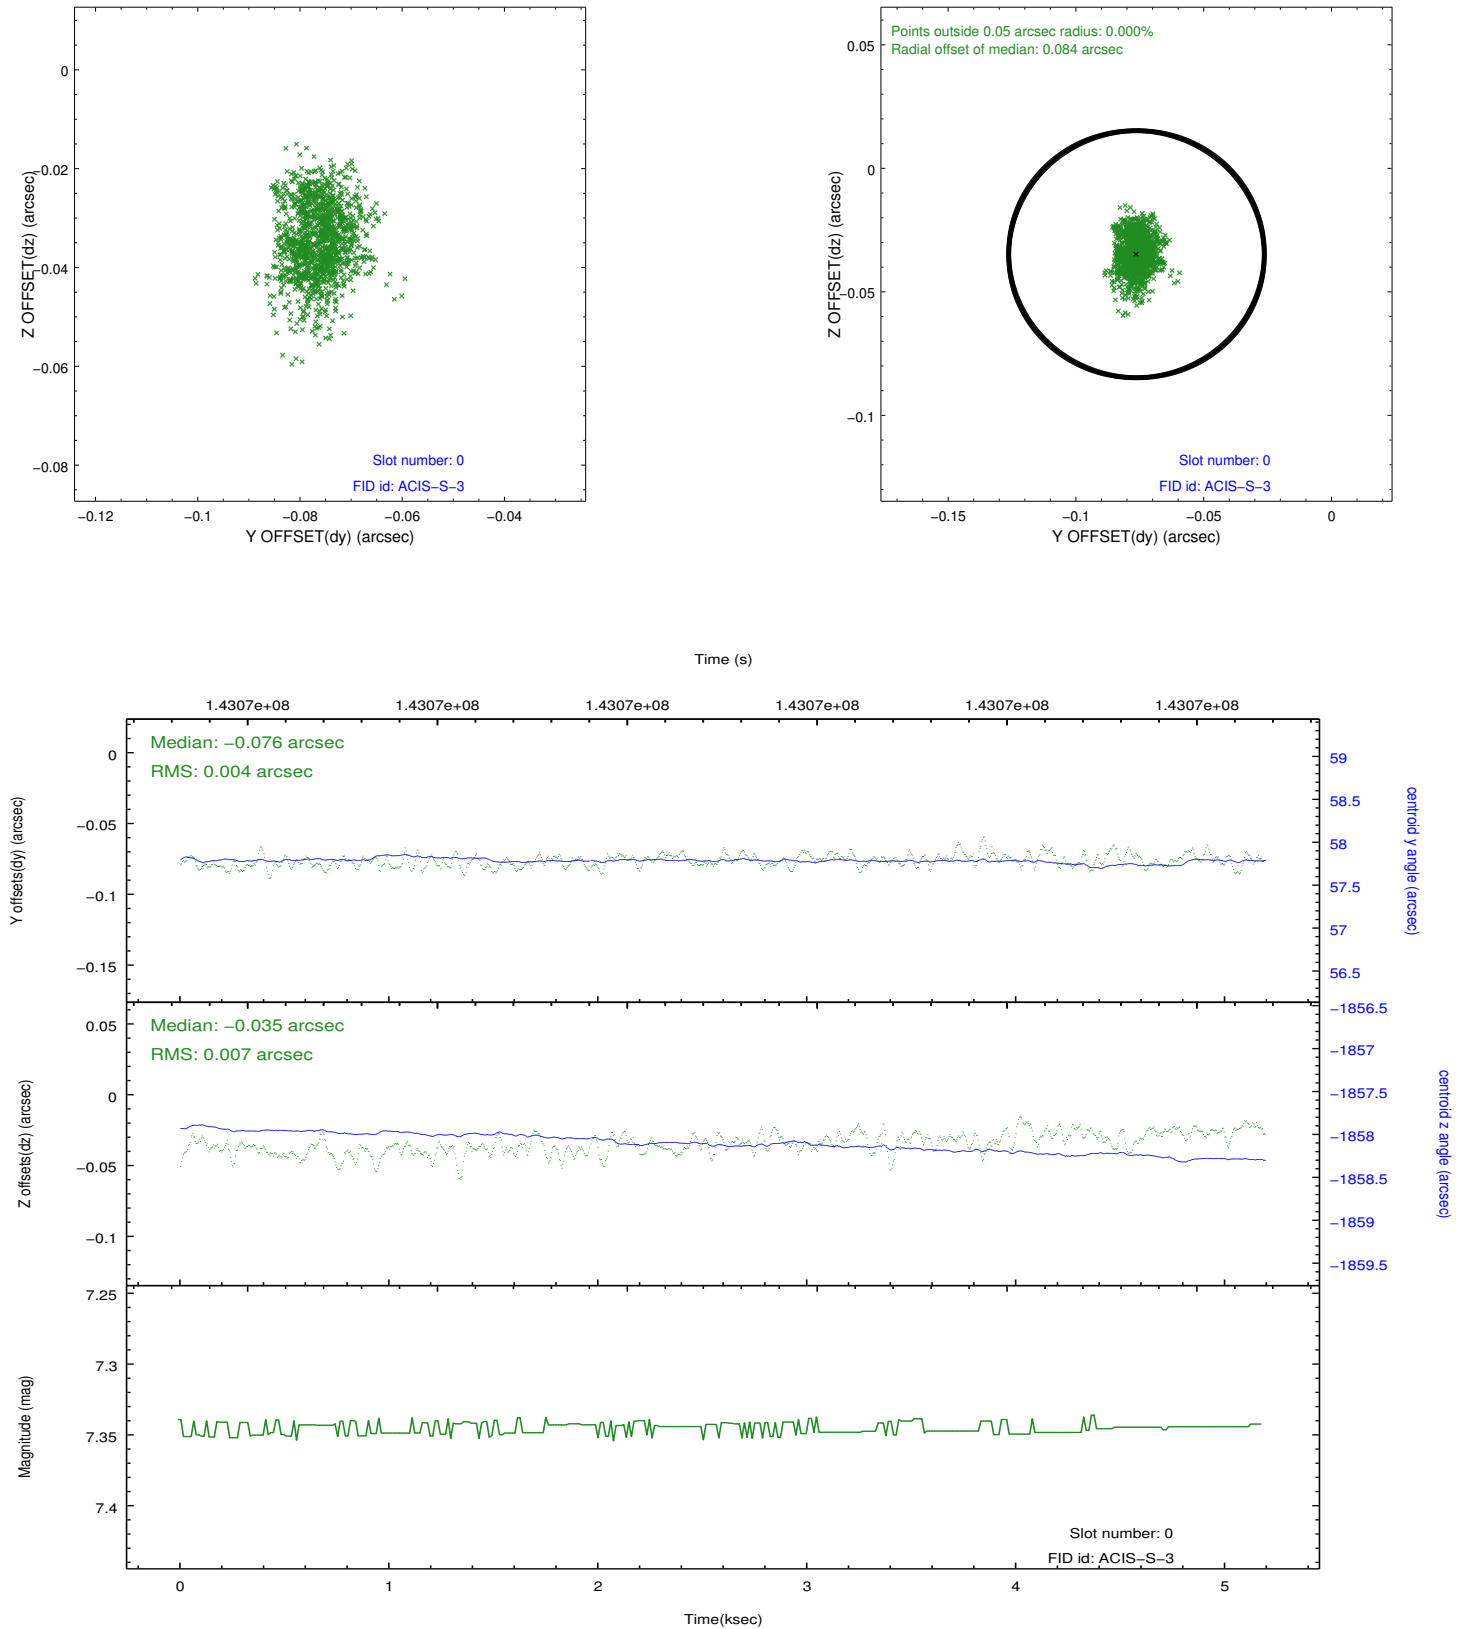 0
−0.02
−0.04
−0.06
−0.08
Z OFFSET(dz) (arcsec)
Slot number: 0
FID id: ACIS−S−3
−0.12 −0.1 −0.08 −0.06 −0.04
Y OFFSET(dy) (arcsec)
Points outside 0.05 arcsec radius: 0.000%
Radial offset of median: 0.084 arcsec
0.05
0
−0.05
−0.1
Z OFFSET(dz) (arcsec)
Slot number: 0
FID id: ACIS−S−3
−0.15 −0.1 −0.05 0
Y OFFSET(dy) (arcsec)
Time (s)
1.4307e+08 1.4307e+08 1.4307e+08 1.4307e+08 1.4307e+08 1.4307e+08
Median: −0.076 arcsec
RMS: 0.004 arcsec
0
−0.05
−0.1
−0.15
Y offsets(dy) (arcsec)
59
58.5
58
57.5
57
56.5
centroid y angle (arcsec)
Median: −0.035 arcsec
RMS: 0.007 arcsec
0.05
0
−0.05
−0.1
Z offsets(dz) (arcsec)
−1856.5
−1857
−1857.5
−1858
−1858.5
−1859
−1859.5
centroid z angle (arcsec)
7.25
7.3
7.35
7.4
Magnitude (mag)
Slot number: 0
FID id: ACIS−S−3
0 1 2 3 4 5
Time(ksec)